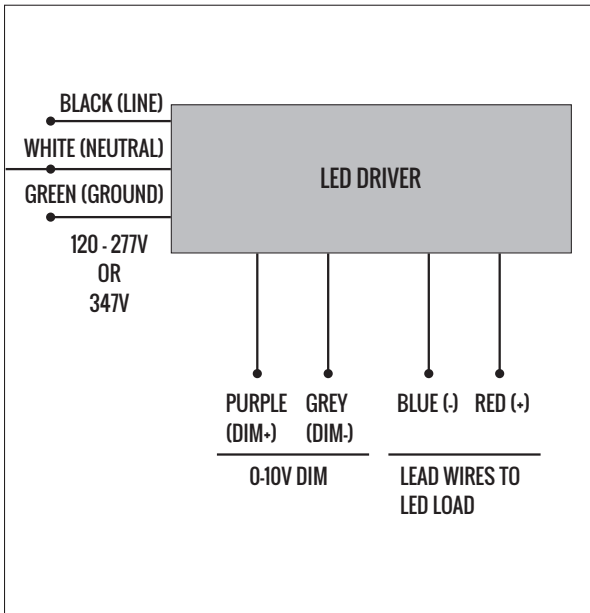 BLACK (LINE)
WHITE (NEUTRAL)
GREEN (GROUND)
120 - 277V
OR
347V
LED DRIVER
PURPLE
(DIM+)
GREY
(DIM-)
0-10V DIM
BLUE (-)
RED (+)
LEAD WIRES TO
LED LOAD